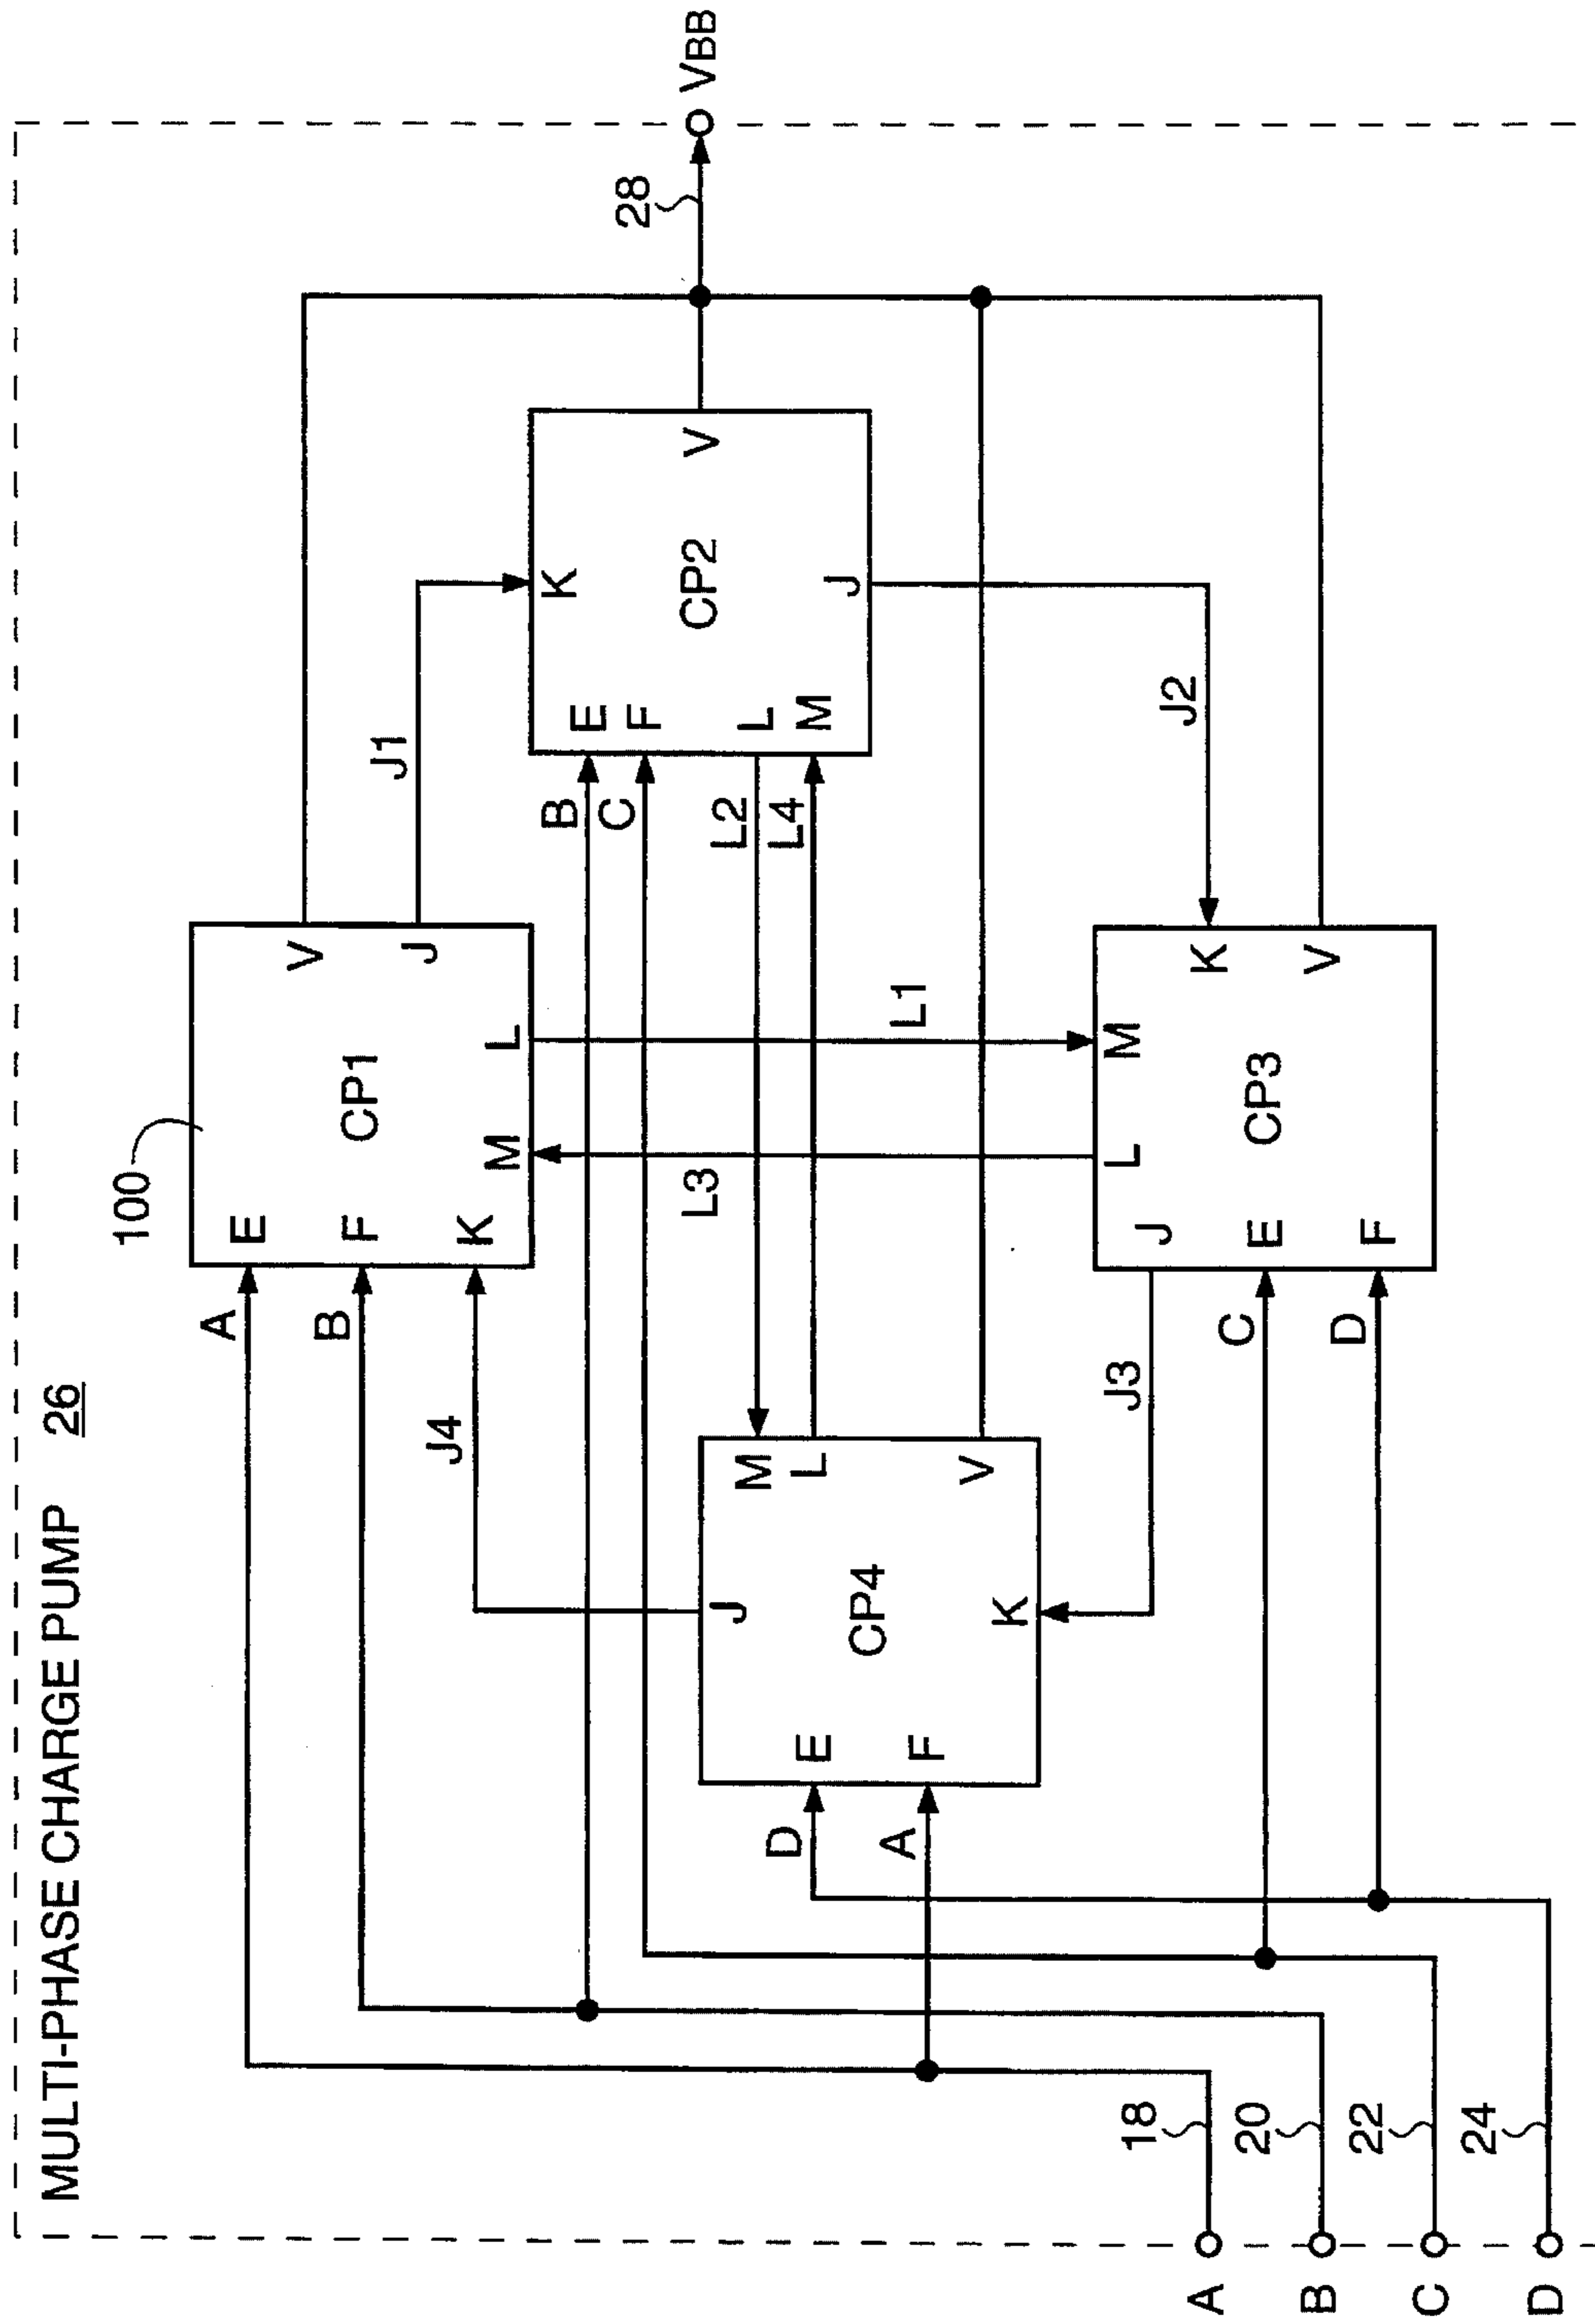 MULTI-PHASE CHARGE PUMP 26
100
A
E
V
B
F
CP1
J
J4
K
M
L
J1
L3
L1
B
E
K
C
F
CP2
V
28
VBB
L2
L
L4
M
J
J
M
L
D
E
CP4
A
F
V
K
J3
J
L
M
J2
K
C
E
CP3
D
F
V
18
A
20
B
22
C
24
D